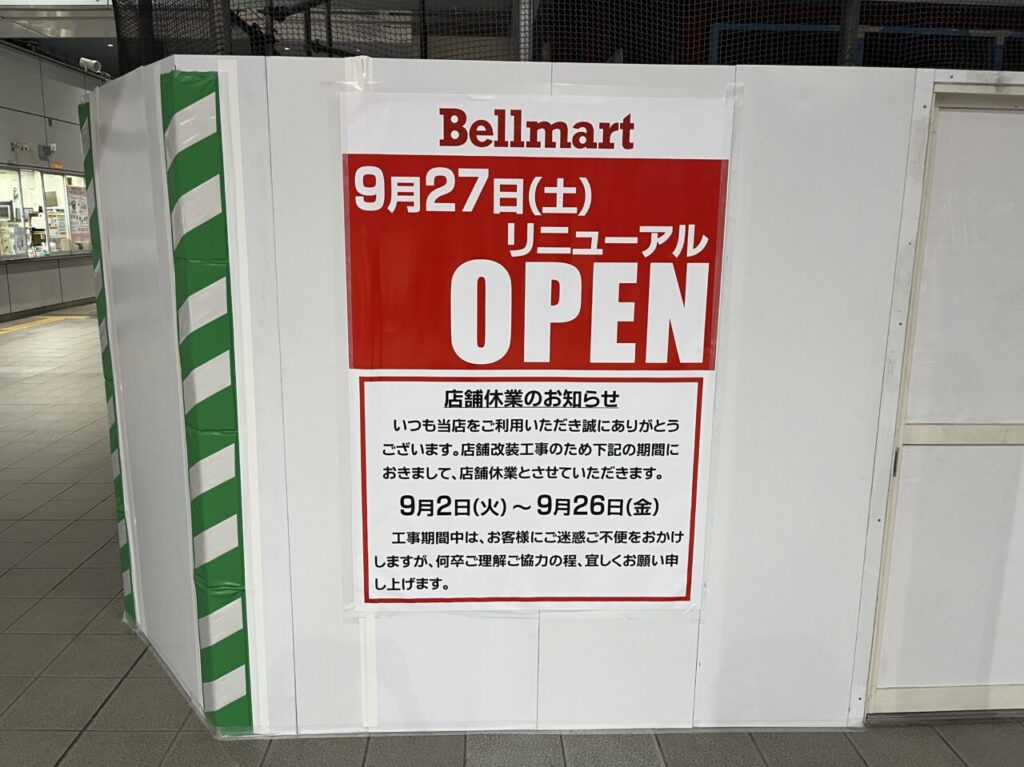 Bellmart
9月27日(土)
リニューアル
OPEN
店舗休業のお知らせ
いつも当店をご利用いただき誠にありがとう
ございます。店舗改装工事のため下記の期間に
おきまして、店舗休業とさせていただきます。
9月2日(火)～9月26日(金)
工事期間中は、お客様にご迷惑ご不便をおかけ
しますが、何卒ご理解ご協力の程、宜しくお願い申
し上げます。